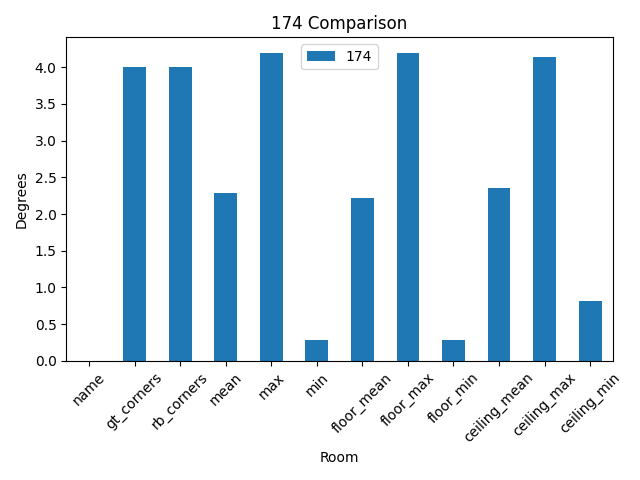 174 Comparison
174
Degrees
4.0
3.5
3.0
2.5
2.0
1.5
1.0
0.5
0.0
name
gt_corners
rb_corners
mean
max
min
floor_mean
floor_max
floor_min
ceiling_mean
ceiling_max
ceiling_min
Room